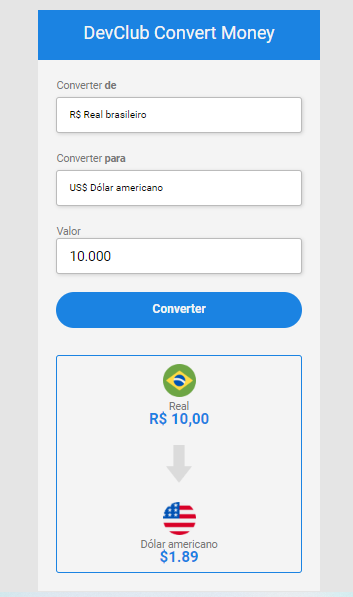 DevClub Convert Money
Converter de
R$ Real brasileiro
Converter para
US$ Dólar americano
Valor
10.000
Converter
Real
R$ 10,00
Dólar americano
$1.89